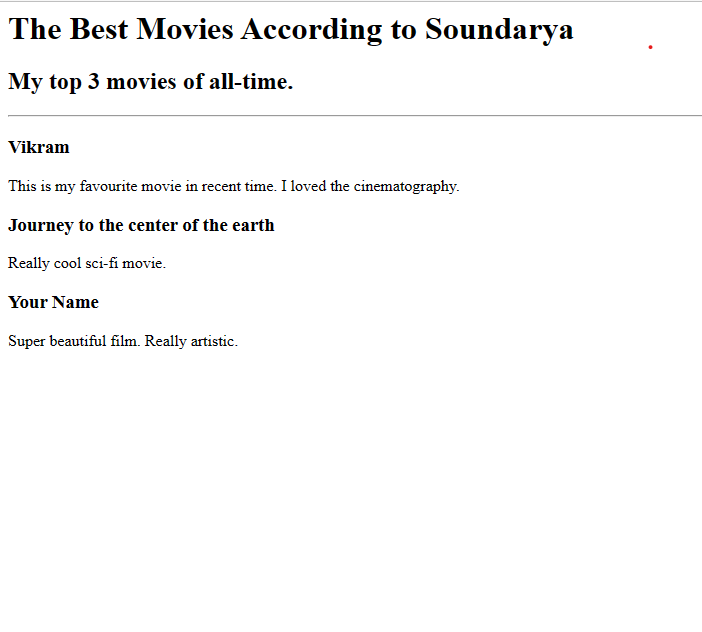 The Best Movies According to Soundarya
My top 3 movies of all-time.
Vikram
This is my favourite movie in recent time. I loved the cinematography.
Journey to the center of the earth
Really cool sci-fi movie.
Your Name
Super beautiful film. Really artistic.